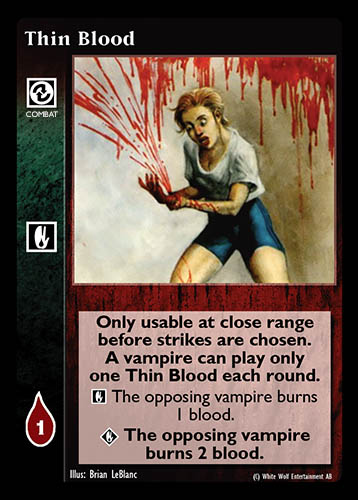 Thin Blood
COMBAT
Only usable at close range
before strikes are chosen.
A vampire can play only
one Thin Blood each round.
The opposing vampire burns
1 blood.
The opposing vampire
burns 2 blood.
1
Illus: Brian LeBlanc
(C) White Wolf Entertainment AB